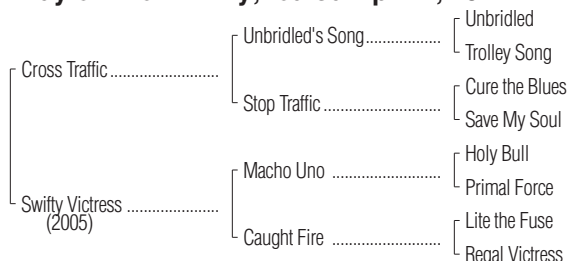 Unbridled
Unbridled's Song..................
Trolley Song
Cross Traffic..........................
Cure the Blues
Stop Traffic ............................
Save My Soul
Holy Bull
Macho Uno ..........................
Primal Force
Swifty Victress ......................
(2005)
Lite the Fuse
Caught Fire ..........................
Regal Victress